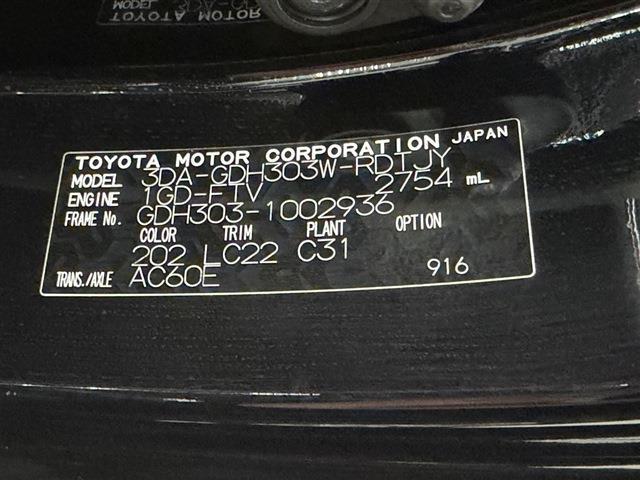 TOYOTA MOTOR CORPORATION JAPAN
MODEL 3DA-GDH303W-RDTJY
ENGINE 1GD-FTV 2754 mL
FRAME No. GDH303-1002936
COLOR TRIM PLANT OPTION
202 LC22 C31
TRANS./AXLE AC60E 916